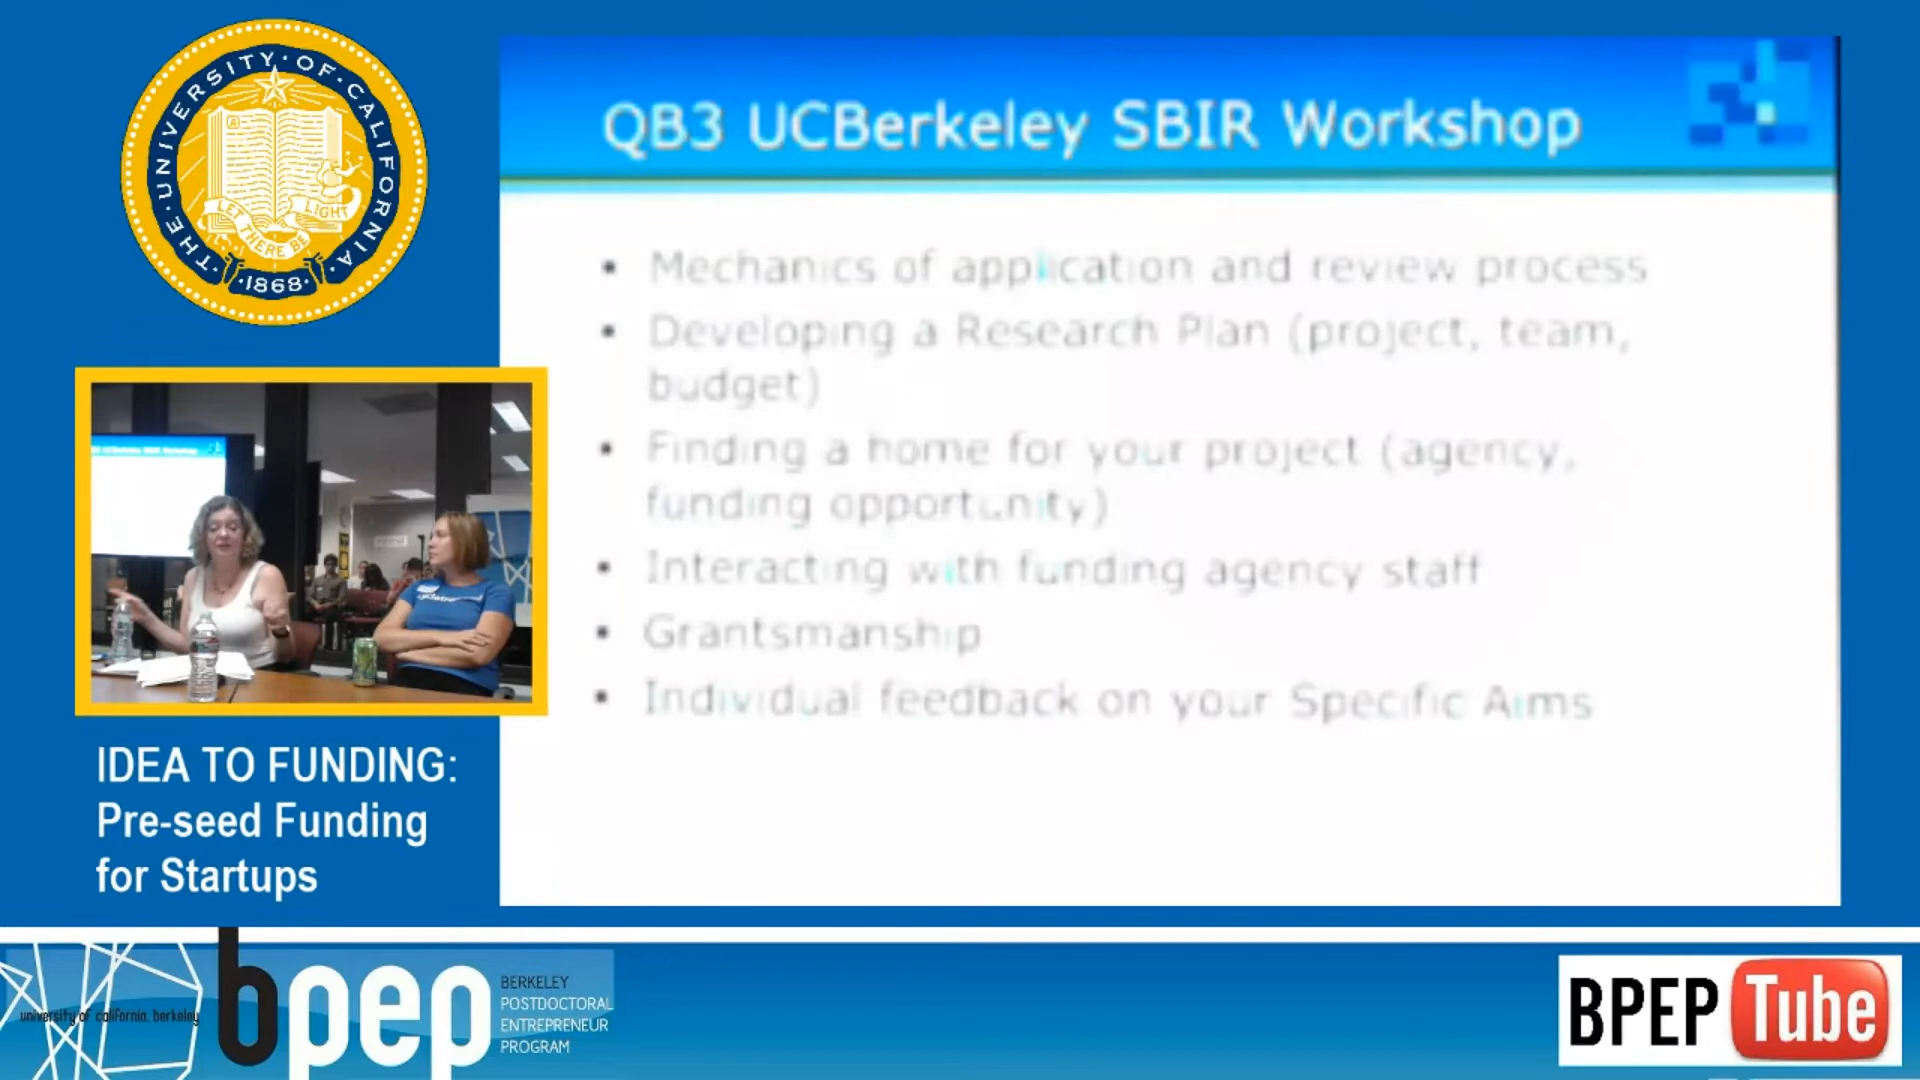 THE · UNIVERSITY · OF · CALIFORNIA
LET THERE BE LIGHT
· 1868 ·
QB3 UCBerkeley SBIR Workshop
Mechanics of application and review process
Developing a Research Plan (project, team,
budget)
Finding a home for your project (agency,
funding opportunity)
Interacting with funding agency staff
Grantsmanship
Individual feedback on your Specific Aims
IDEA TO FUNDING:
Pre-seed Funding
for Startups
university of california, berkeley
bpep
BERKELEY
POSTDOCTORAL
ENTREPRENEUR
PROGRAM
BPEP Tube